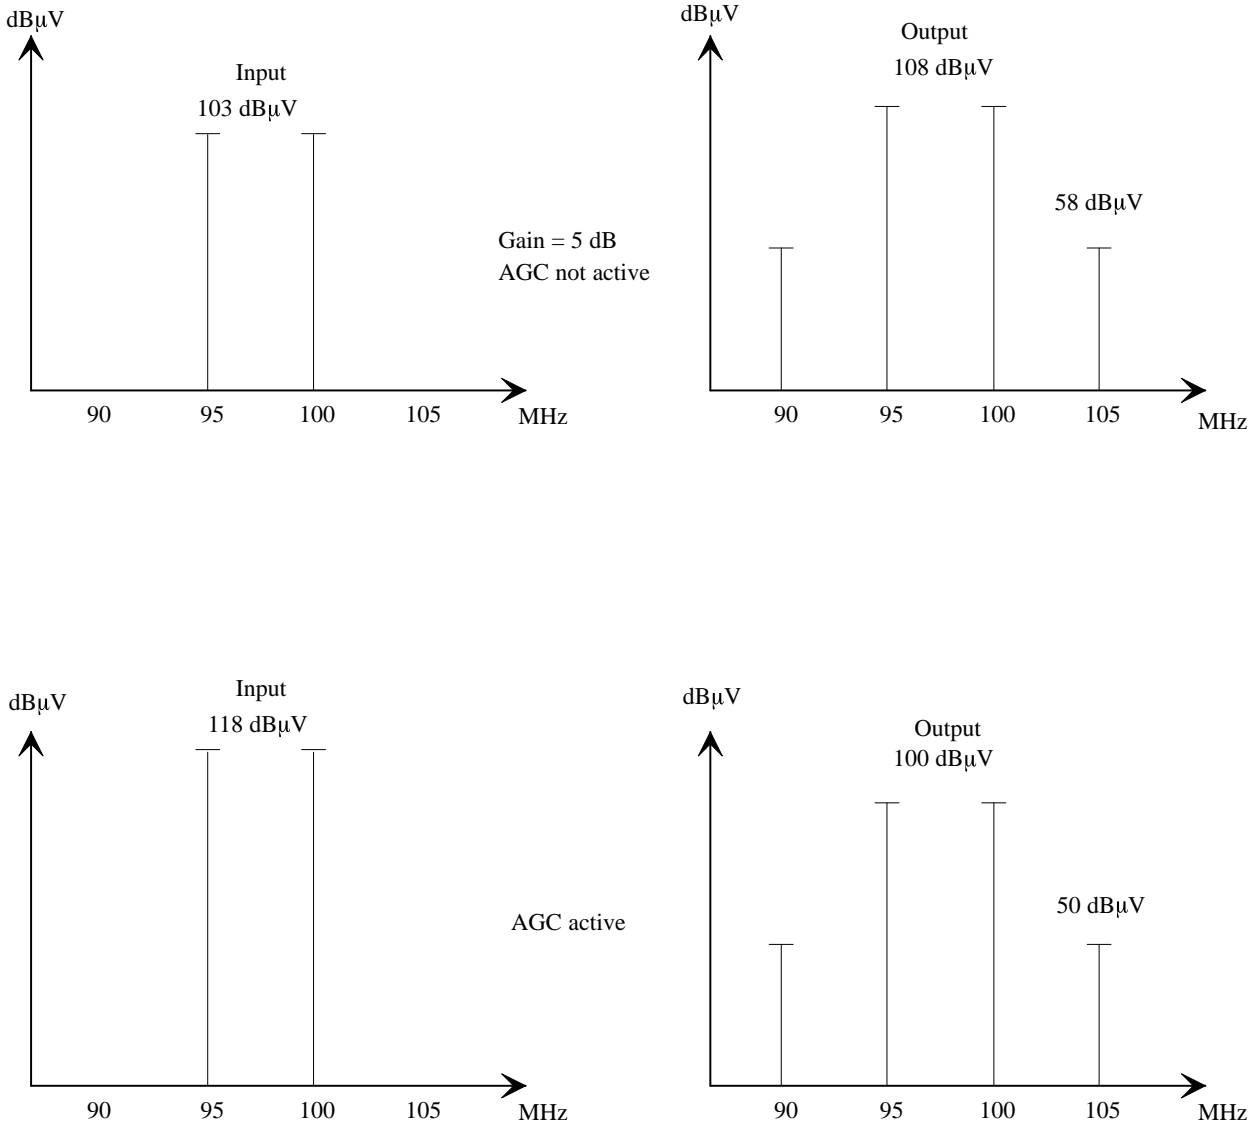 dBµV
Input
103 dBµV
90 95 100 105 MHz
Gain = 5 dB
AGC not active
dBµV
Output
108 dBµV
58 dBµV
90 95 100 105 MHz
dBµV
Input
118 dBµV
90 95 100 105 MHz
AGC active
dBµV
Output
100 dBµV
50 dBµV
90 95 100 105 MHz